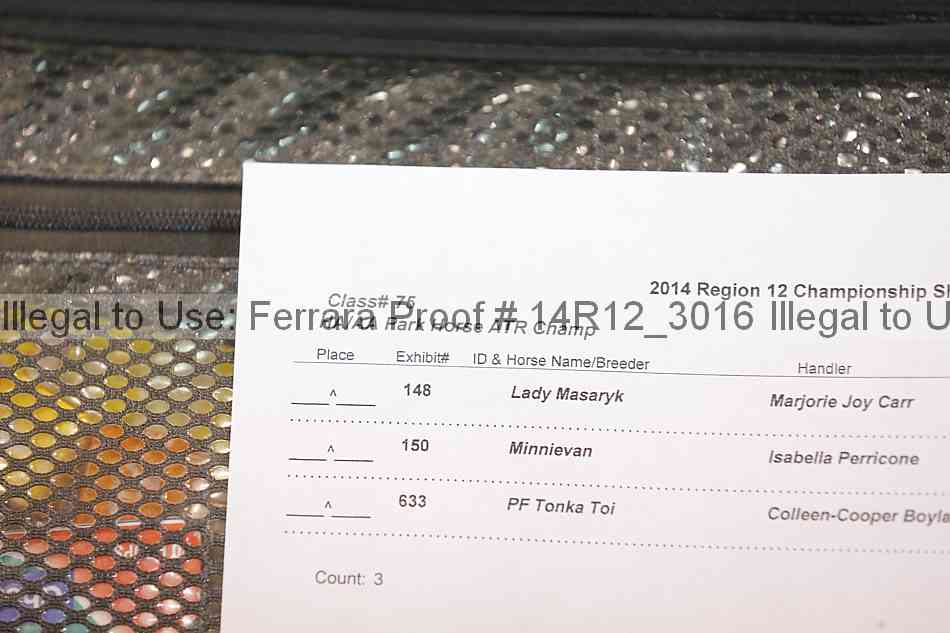 2014 Region 12 Championship
Class# 75
Illegal to Use: Ferrara Proof # 14R12_3016 Illegal to
HA/AA Park Horse ATR Champ
Place Exhibit# ID & Horse Name/Breeder Handler
^ 148 Lady Masaryk Marjorie Joy Carr
^ 150 Minnievan Isabella Perricone
^ 633 PF Tonka Toi Colleen-Cooper
Count: 3